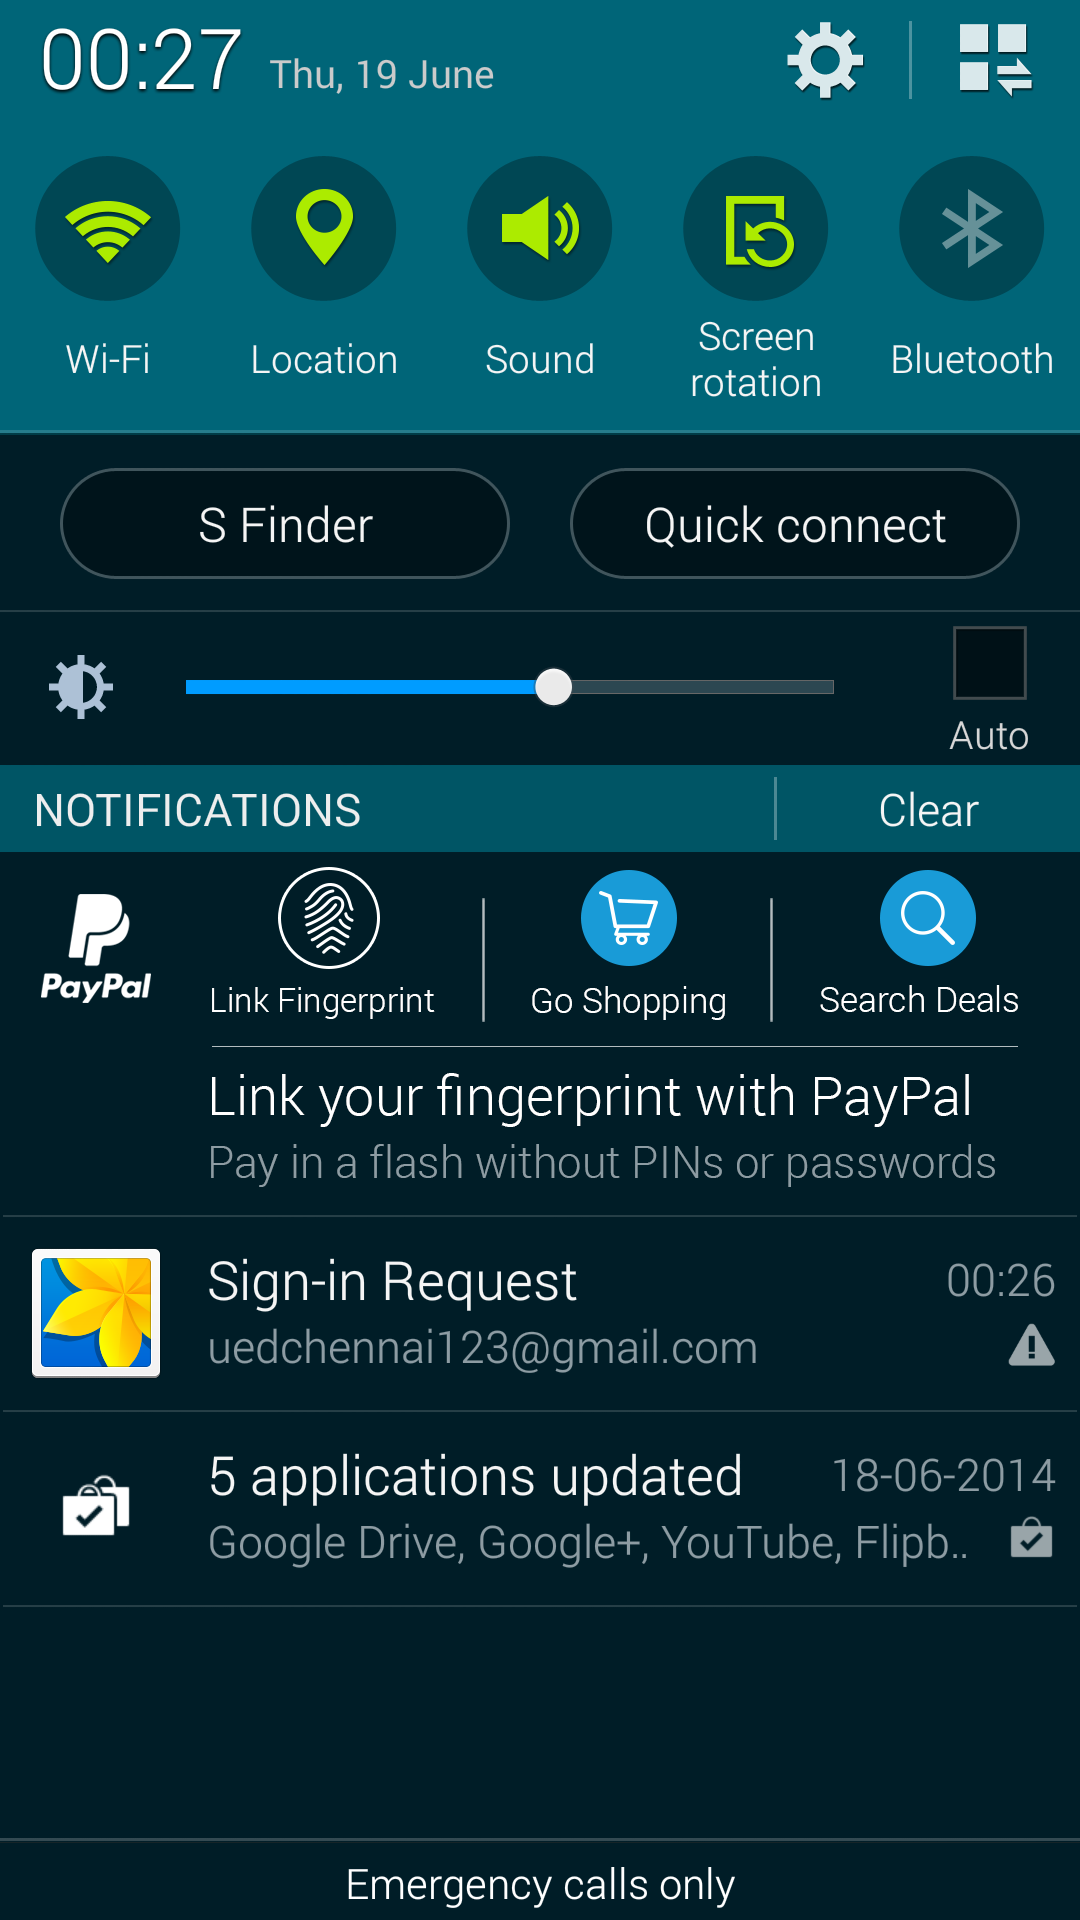 00:27 Thu, 19 June
Wi-Fi
Location
Sound
Screen
rotation
Bluetooth
S Finder
Quick connect
Auto
NOTIFICATIONS
Clear
PayPal
Link Fingerprint
Go Shopping
Search Deals
Link your fingerprint with PayPal
Pay in a flash without PINs or passwords
Sign-in Request 00:26
uedchennai123@gmail.com
5 applications updated 18-06-2014
Google Drive, Google+, YouTube, Flipb..
Emergency calls only